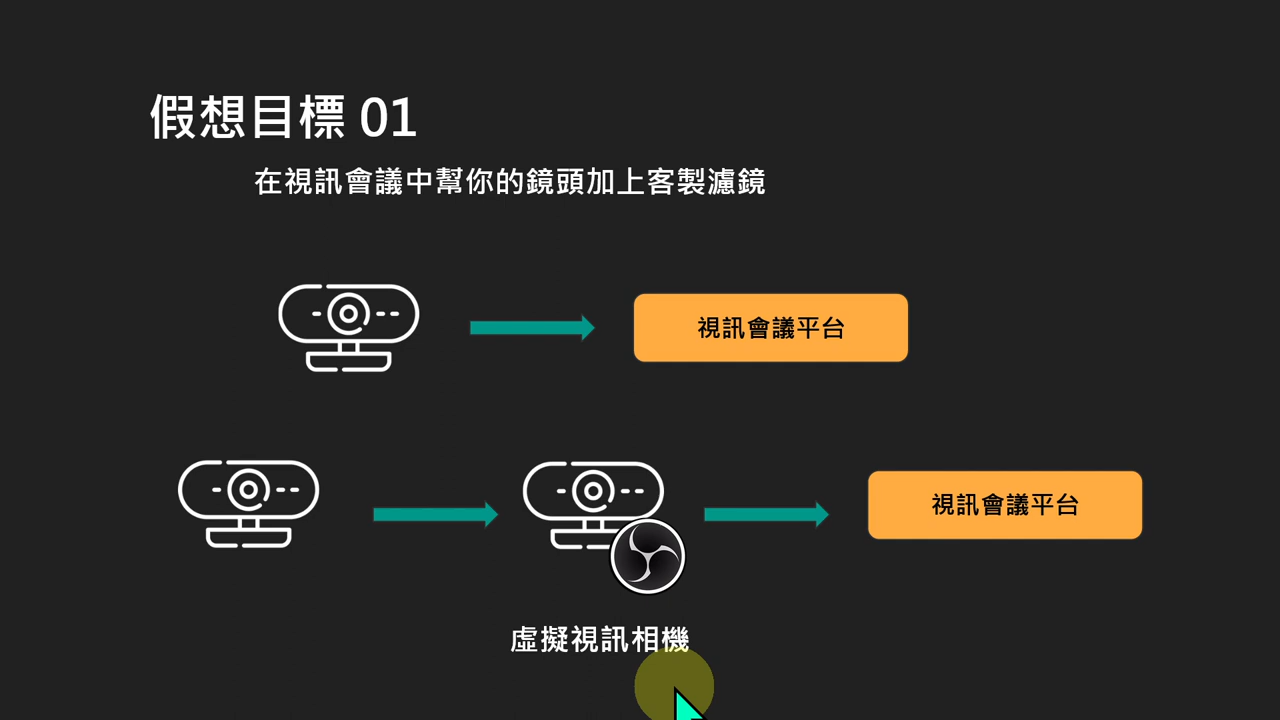 假想目標 01
在視訊會議中幫你的鏡頭加上客製濾鏡
視訊會議平台
視訊會議平台
虛擬視訊相機